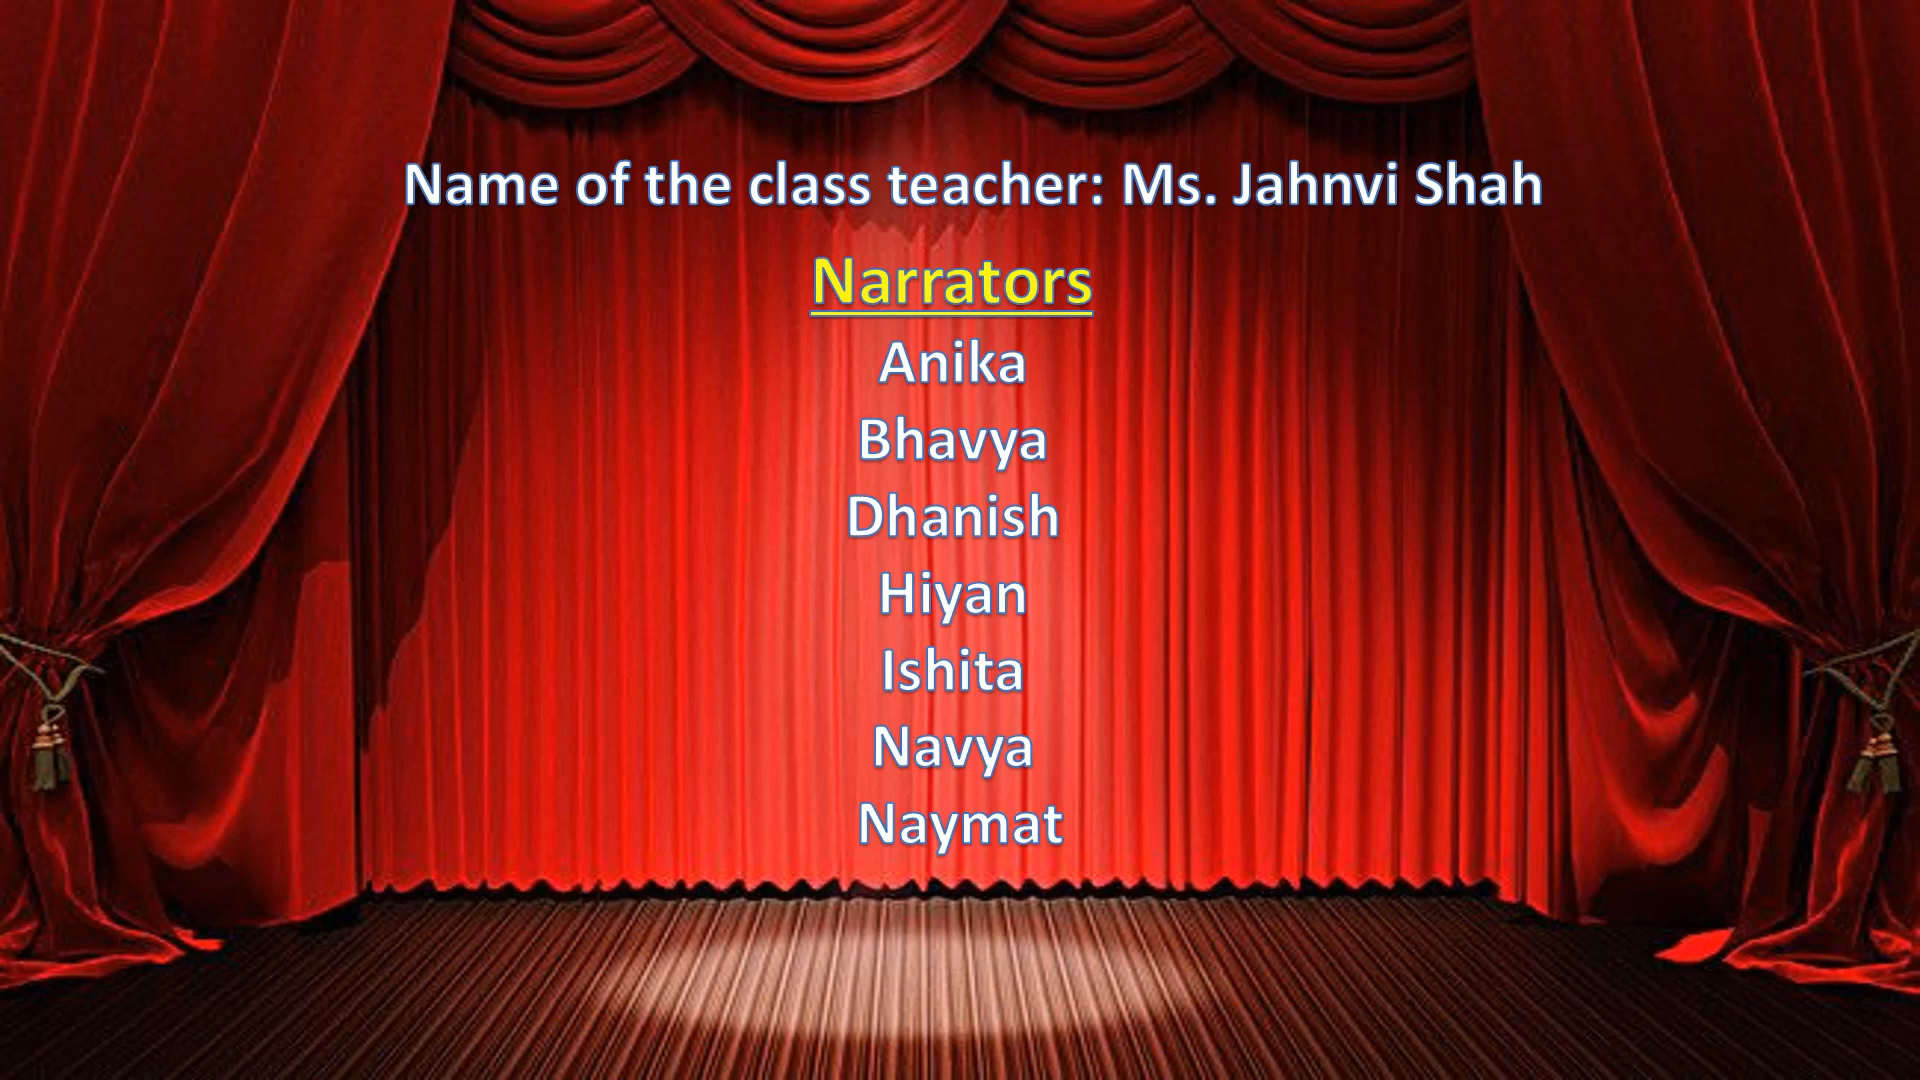 Name of the class teacher: Ms. Jahnvi Shah
Narrators
Anika
Bhavya
Dhanish
Hiyan
Ishita
Navya
Naymat